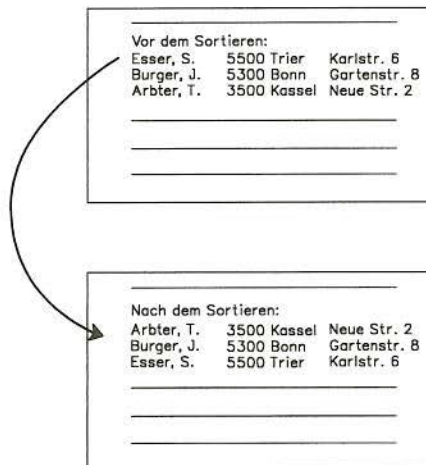 Vor dem Sortieren:
Esser, S. 5500 Trier Karlstr. 6
Burger, J. 5300 Bonn Gartenstr. 8
Arbter, T. 3500 Kassel Neue Str. 2
Nach dem Sortieren:
Arbter, T. 3500 Kassel Neue Str. 2
Burger, J. 5300 Bonn Gartenstr. 8
Esser, S. 5500 Trier Karlstr. 6